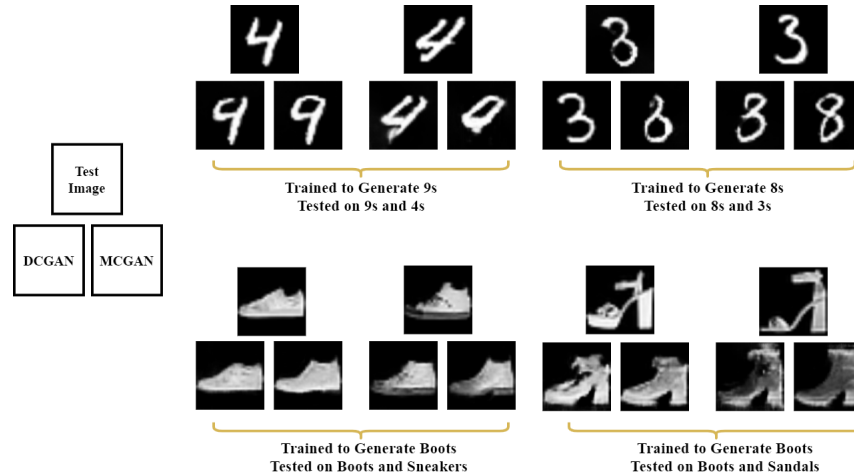 Test
Image
DCGAN
MCGAN
Trained to Generate 9s
Tested on 9s and 4s
Trained to Generate 8s
Tested on 8s and 3s
Trained to Generate Boots
Tested on Boots and Sneakers
Trained to Generate Boots
Tested on Boots and Sandals